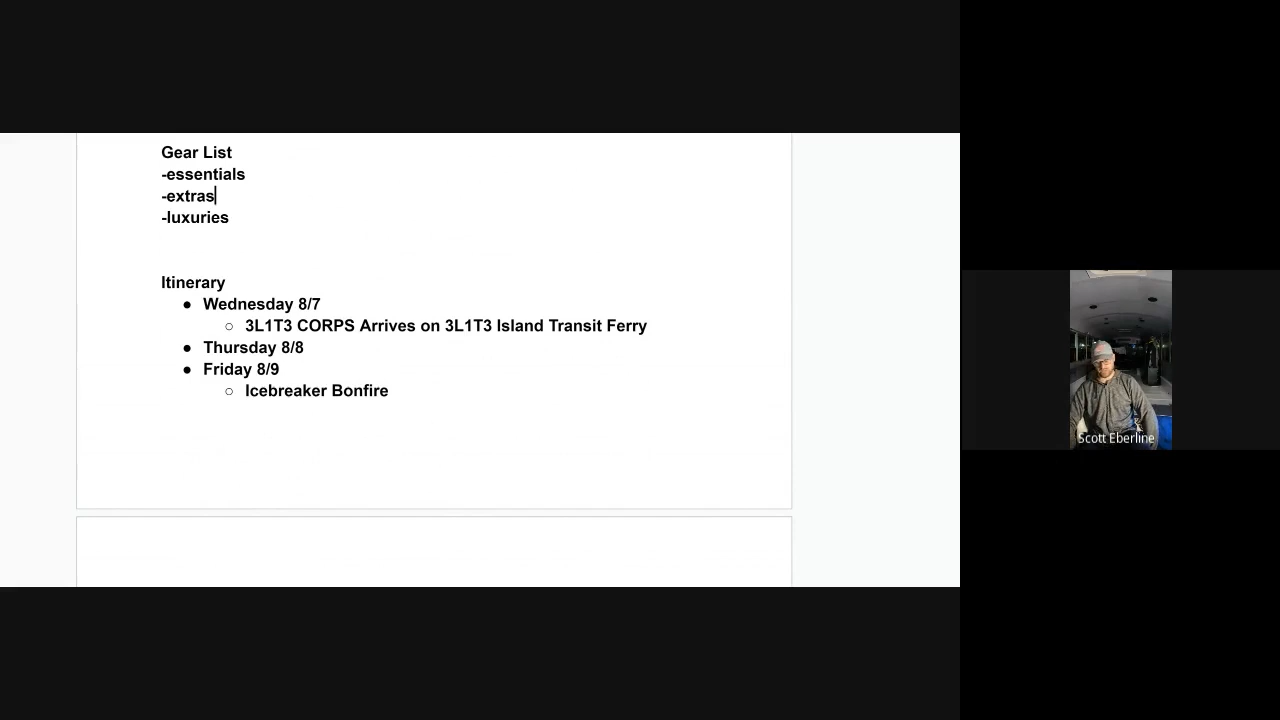 Gear List
-essentials
-extras
-luxuries
Itinerary
● Wednesday 8/7
○ 3L1T3 CORPS Arrives on 3L1T3 Island Transit Ferry
● Thursday 8/8
● Friday 8/9
○ Icebreaker Bonfire
Scott Eberline